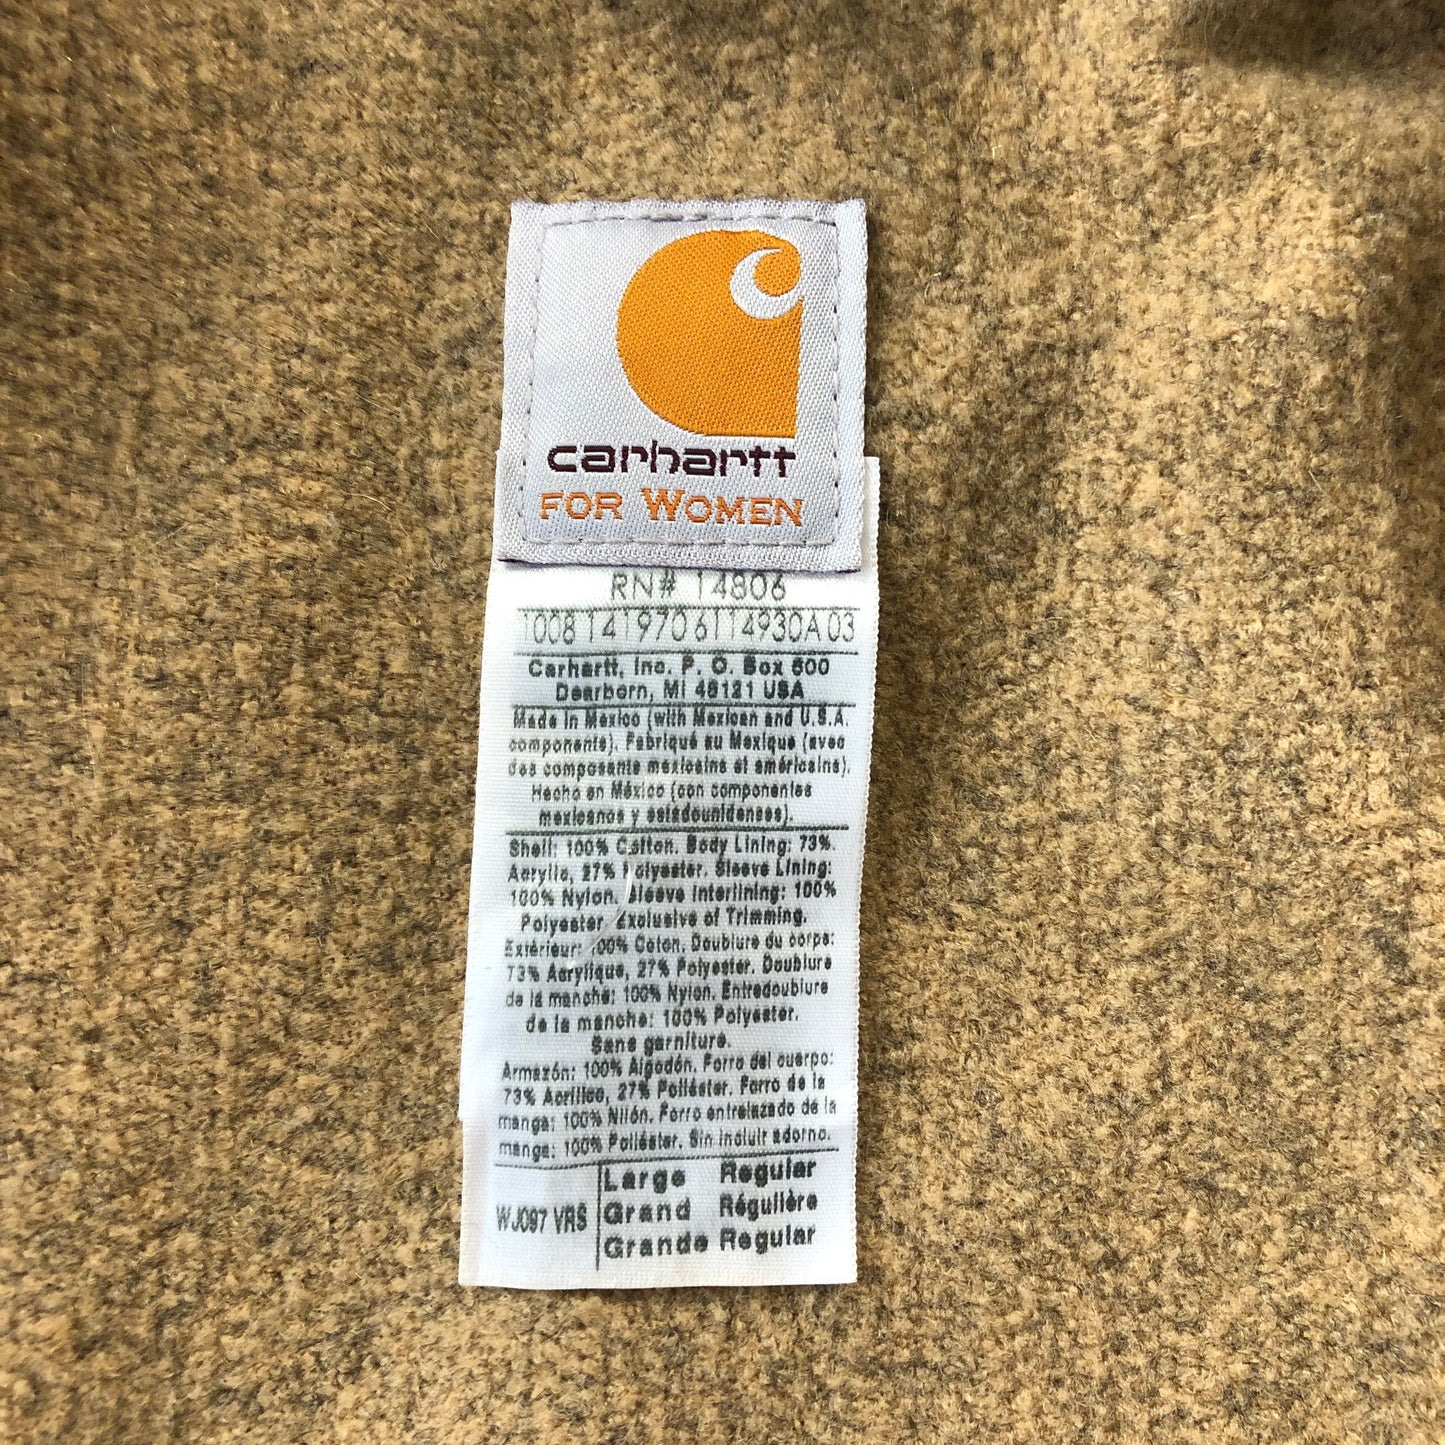 carhartt
FOR WOMEN
RN# 14806
1008 14 1970 6114930A 03
Carhartt, Inc. P. O. Box 600
Dearborn, MI 48121 USA
Made in Mexico (with Mexican and U.S.A.
components). Fabriqué au Mexique (avec
des composants mexicains et américains).
Hecho en México (con componentes
mexicanos y estadounidenses).
Shell: 100% Cotton. Body Lining: 73%
Acrylic, 27% Polyester. Sleeve Lining:
100% Nylon. Sleeve Interlining: 100%
Polyester. Exclusive of Trimming.
Extérieur: 100% Coton. Doublure du corps:
73% Acrylique, 27% Polyester. Doublure
de la manche: 100% Nylon. Entredoublure
de la manche: 100% Polyester.
Sans garniture.
Armazón: 100% Algodón. Forro del cuerpo:
73% Acrílico, 27% Poliéster. Forro de la
manga: 100% Nilón. Forro entrelazado de la
manga: 100% Poliéster. Sin incluir adorno.
WJ097 VRS
Large Regular
Grand Régulière
Grande Regular